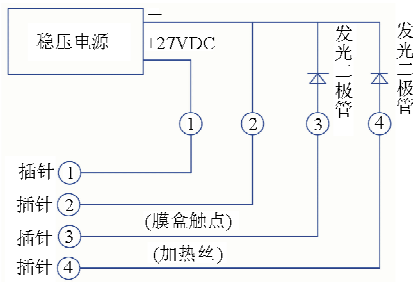 —
稳压电源
+27VDC
发光二极管
发光二极管
①
②
③
④
插针①
插针②
(膜盒触点)
插针③
(加热丝)
插针④